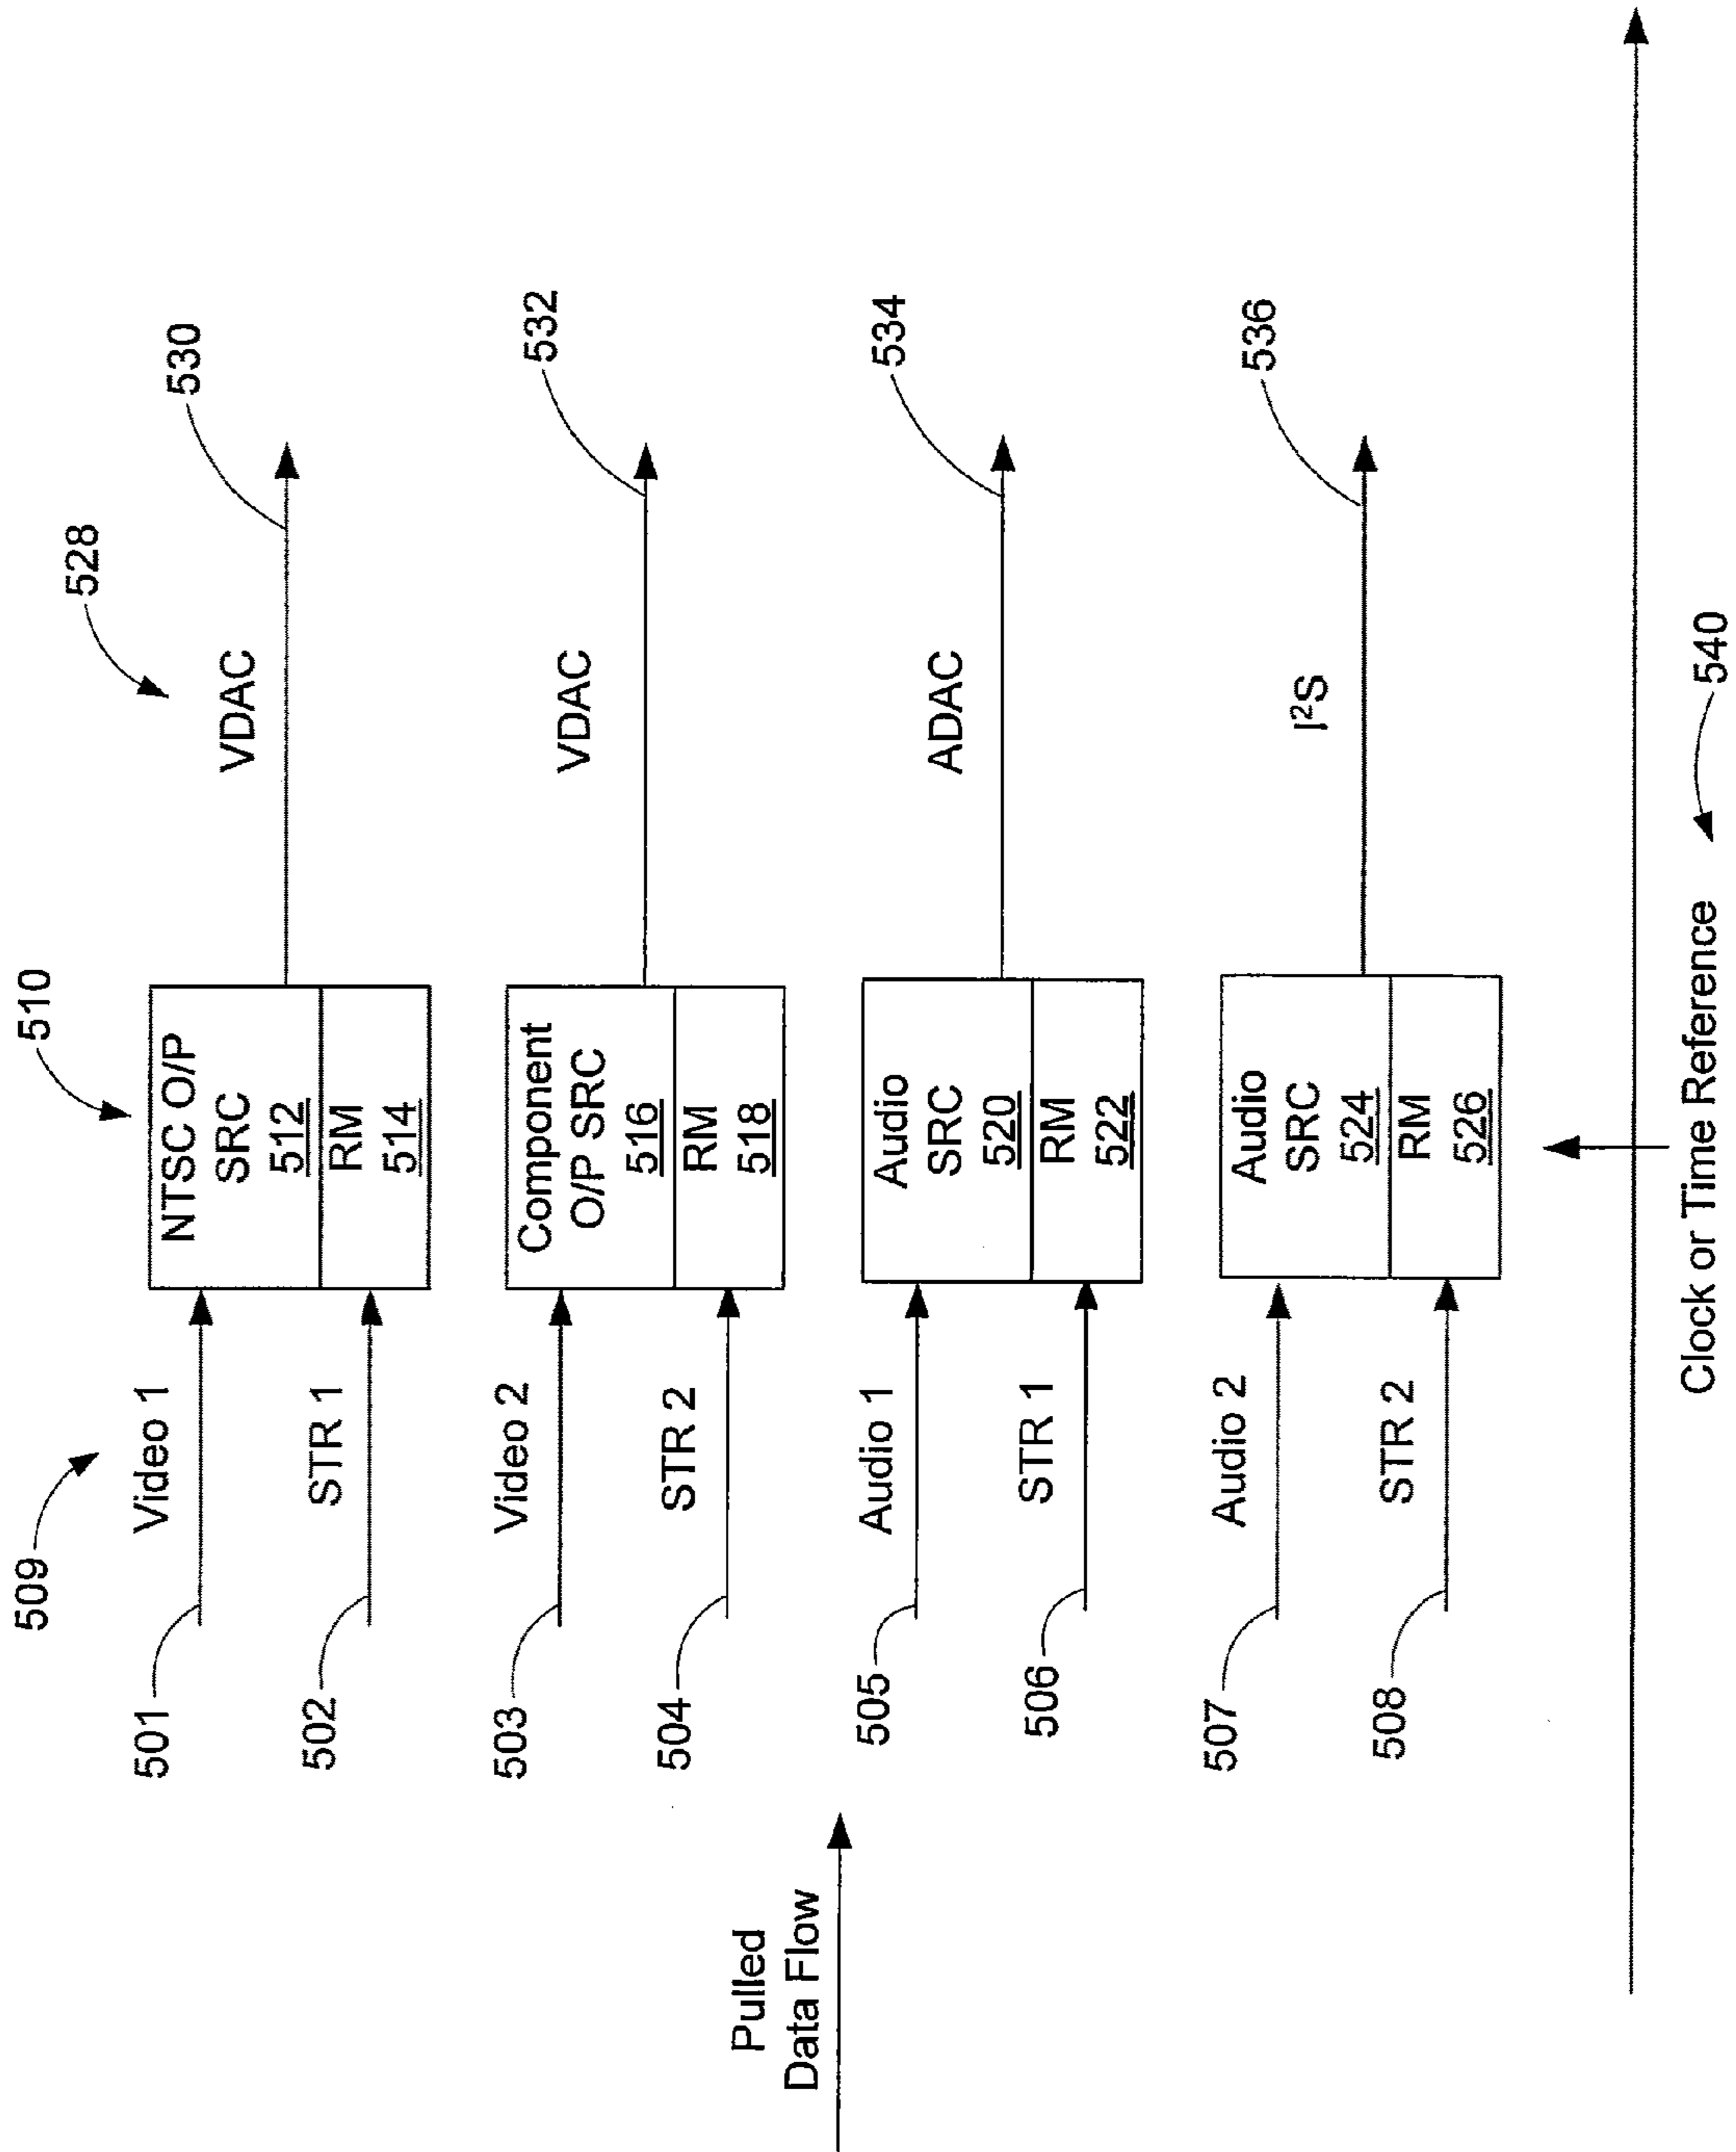 509
510
528
501
Video 1
NTSC O/P
SRC
512
RM
514
VDAC
530
502
STR 1
503
Video 2
Component
O/P SRC
516
RM
518
VDAC
532
504
STR 2
Pulled
Data Flow
505
Audio 1
Audio
SRC
520
RM
522
ADAC
534
506
STR 1
507
Audio 2
Audio
SRC
524
RM
526
I²S
536
508
STR 2
Clock or Time Reference
540